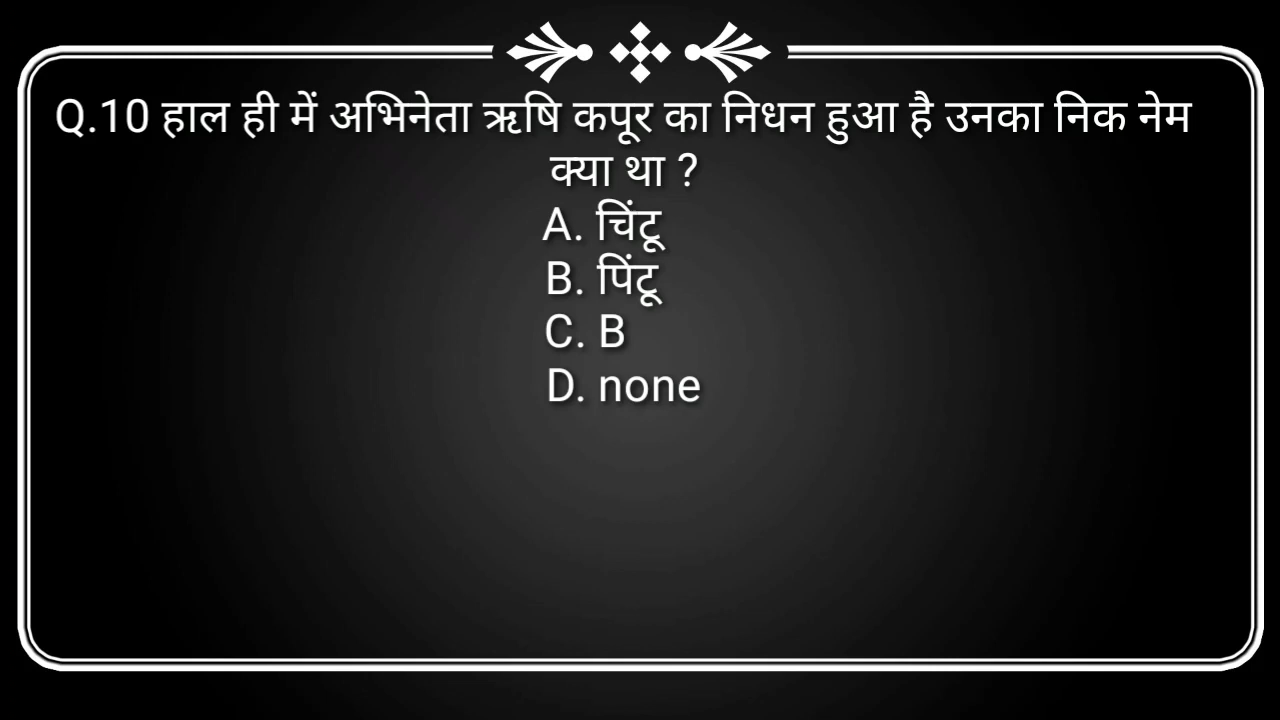 Q.10 हाल ही में अभिनेता ऋषि कपूर का निधन हुआ है उनका निक नेम
क्या था ?
A. चिंटू
B. पिंटू
C. B
D. none